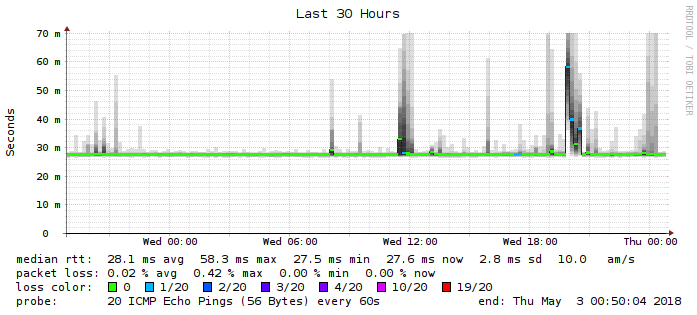 Last 30 Hours
RRDTOOL / TOBI OETIKER
Seconds
70 m
60 m
50 m
40 m
30 m
20 m
10 m
0
Wed 00:00 Wed 06:00 Wed 12:00 Wed 18:00 Thu 00:00
median rtt: 28.1 ms avg 58.3 ms max 27.5 ms min 27.6 ms now 2.8 ms sd 10.0 am/s
packet loss: 0.02 % avg 0.42 % max 0.00 % min 0.00 % now
loss color: 0 1/20 2/20 3/20 4/20 10/20 19/20
probe: 20 ICMP Echo Pings (56 Bytes) every 60s end: Thu May 3 00:50:04 2018